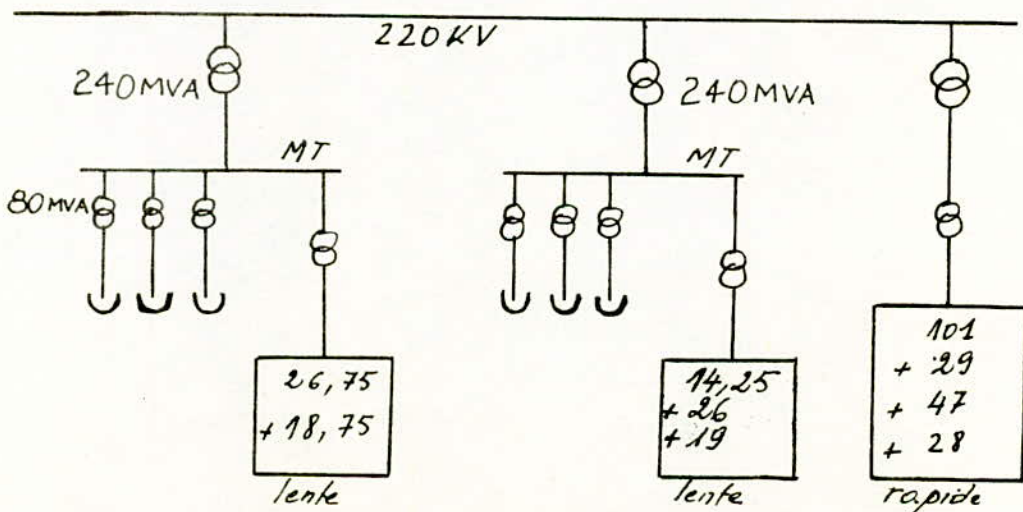 220KV
240MVA
240MVA
MT
MT
80MVA
26,75
+ 18,75
lente
14,25
+ 26
+ 19
lente
101
+ 29
+ 47
+ 28
rapide